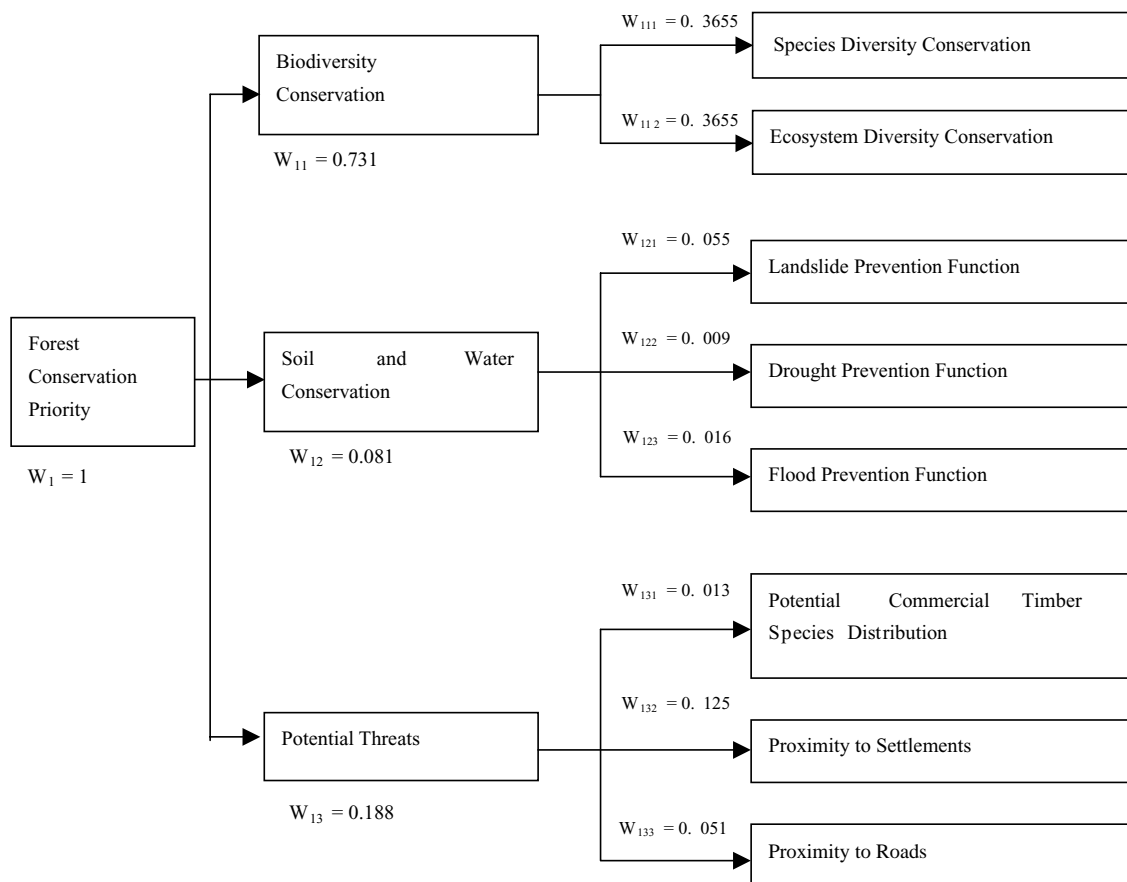 Forest
Conservation
Priority
W₁ = 1
Biodiversity
Conservation
W₁₁ = 0.731
Soil and Water
Conservation
W₁₂ = 0.081
Potential Threats
W₁₃ = 0.188
W₁₁₁ = 0. 3655
Species Diversity Conservation
W₁₁ ₂ = 0. 3655
Ecosystem Diversity Conservation
W₁₂₁ = 0. 055
Landslide Prevention Function
W₁₂₂ = 0. 009
Drought Prevention Function
W₁₂₃ = 0. 016
Flood Prevention Function
W₁₃₁ = 0. 013
Potential Commercial Timber
Species Distribution
W₁₃₂ = 0. 125
Proximity to Settlements
W₁₃₃ = 0. 051
Proximity to Roads